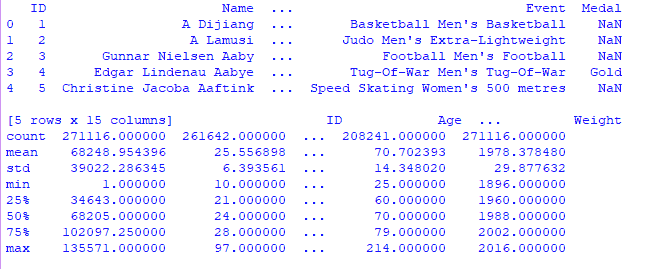 ID Name ... Event Medal
0 1 A Dijiang ... Basketball Men's Basketball NaN
1 2 A Lamusi ... Judo Men's Extra-Lightweight NaN
2 3 Gunnar Nielsen Aaby ... Football Men's Football NaN
3 4 Edgar Lindenau Aabye ... Tug-Of-War Men's Tug-Of-War Gold
4 5 Christine Jacoba Aaftink ... Speed Skating Women's 500 metres NaN
[5 rows x 15 columns] ID Age ... Weight
count 271116.000000 261642.000000 ... 208241.000000 271116.000000
mean 68248.954396 25.556898 ... 70.702393 1978.378480
std 39022.286345 6.393561 ... 14.348020 29.877632
min 1.000000 10.000000 ... 25.000000 1896.000000
25% 34643.000000 21.000000 ... 60.000000 1960.000000
50% 68205.000000 24.000000 ... 70.000000 1988.000000
75% 102097.250000 28.000000 ... 79.000000 2002.000000
max 135571.000000 97.000000 ... 214.000000 2016.000000